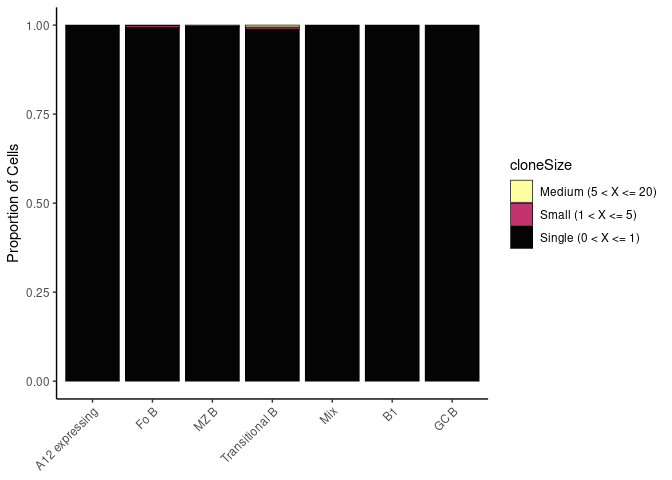 1.00
0.75
0.50
0.25
0.00
Proportion of Cells
A12 expressing
Fo B
MZ B
Transitional B
Mix
B1
GC B
cloneSize
Medium (5 < X <= 20)
Small (1 < X <= 5)
Single (0 < X <= 1)